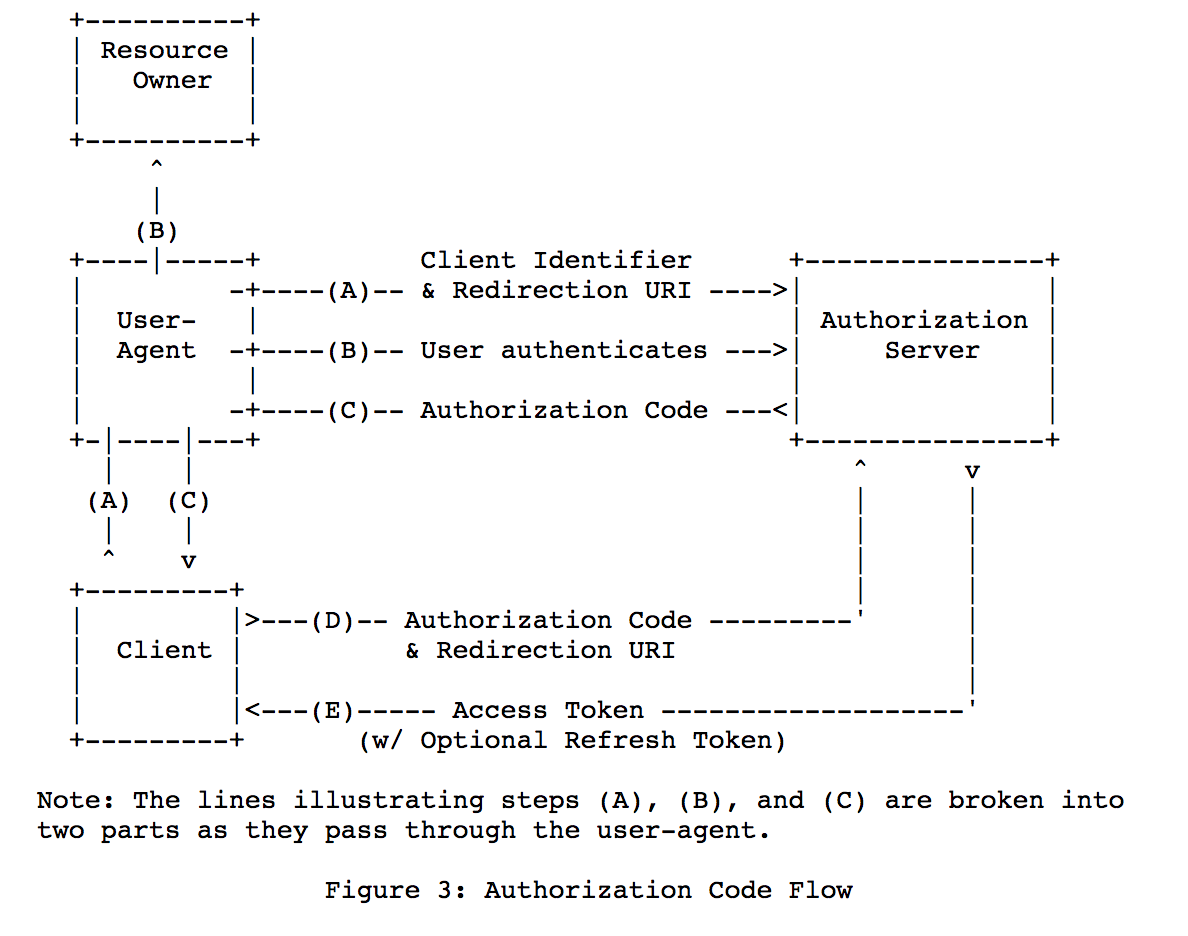 +----------+
| Resource |
|   Owner  |
|          |
+----------+
     ^
     |
    (B)
+----|-----+          Client Identifier      +---------------+
|         -+----(A)-- & Redirection URI ---->|               |
|  User-   |                                 | Authorization |
|  Agent  -+----(B)-- User authenticates --->|     Server    |
|          |                                 |               |
|         -+----(C)-- Authorization Code ---<|               |
+-|----|---+                                 +---------------+
  |    |                                         ^      v
 (A)  (C)                                        |      |
  |    |                                         |      |
  ^    v                                         |      |
+---------+                                      |      |
|         |>---(D)-- Authorization Code ---------'      |
|  Client |          & Redirection URI                  |
|         |                                             |
|         |<---(E)----- Access Token -------------------'
+---------+       (w/ Optional Refresh Token)
Note: The lines illustrating steps (A), (B), and (C) are broken into
two parts as they pass through the user-agent.
Figure 3: Authorization Code Flow